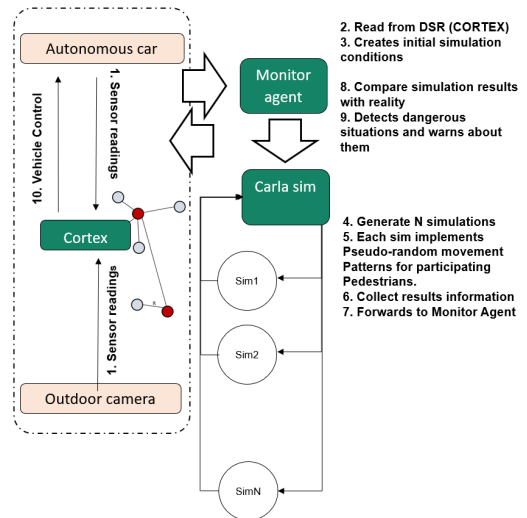 Autonomous car
1. Sensor readings
10. Vehicle Control
Cortex
1. Sensor readings
Outdoor camera
Monitor
agent
Carla sim
Sim1
Sim2
SimN
2. Read from DSR (CORTEX)
3. Creates initial simulation
conditions
8. Compare simulation results
with reality
9. Detects dangerous
situations and warns about
them
4. Generate N simulations
5. Each sim implements
Pseudo-random movement
Patterns for participating
Pedestrians.
6. Collect results information
7. Forwards to Monitor Agent